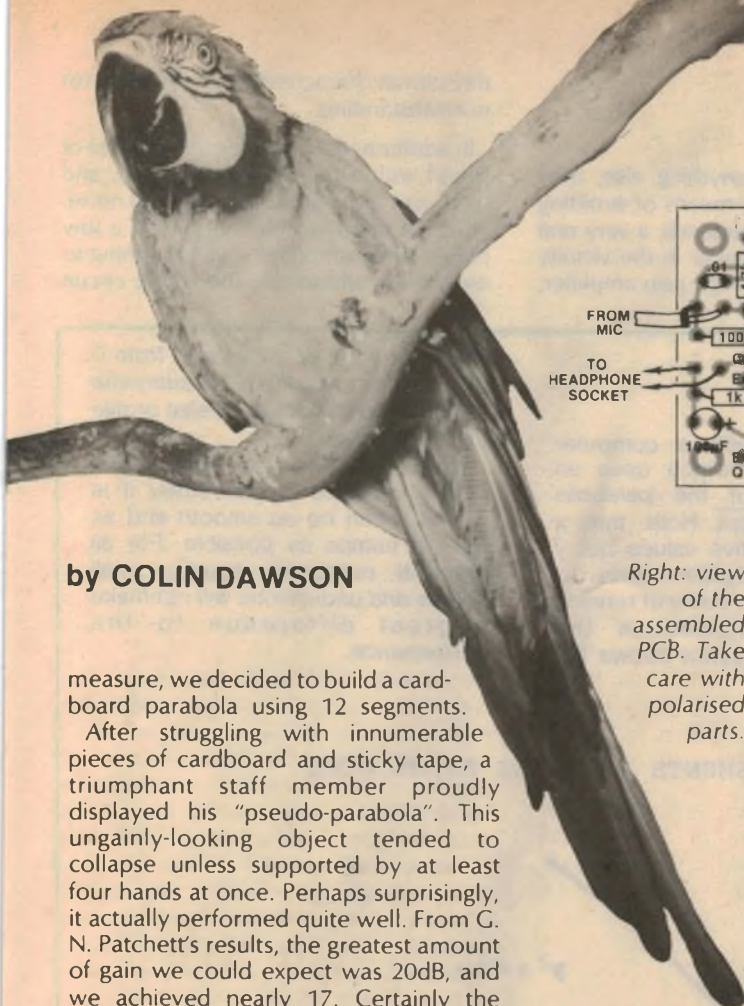 by COLIN DAWSON
measure, we decided to build a card-
board parabola using 12 segments.
After struggling with innumerable
pieces of cardboard and sticky tape, a
triumphant staff member proudly
displayed his "pseudo-parabola". This
ungainly-looking object tended to
collapse unless supported by at least
four hands at once. Perhaps surprisingly,
it actually performed quite well. From G.
N. Patchett's results, the greatest amount
of gain we could expect was 20dB, and
we achieved nearly 17. Certainly the
.01
FROM
MIC
100
TO
HEADPHONE
SOCKET
1k
+
Right: view
of the
assembled
PCB. Take
care with
polarised
parts.